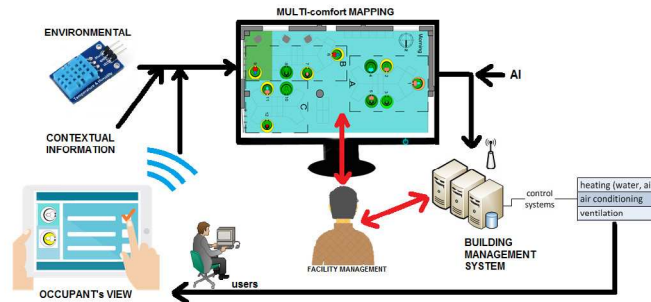 MULTI-comfort MAPPING
ENVIRONMENTAL
Morning
B
A
C
AI
CONTEXTUAL
INFORMATION
control
systems
heating (water, ai
air conditioning
ventilation
BUILDING
MANAGEMENT
SYSTEM
FACILITY MANAGEMENT
users
OCCUPANT's VIEW